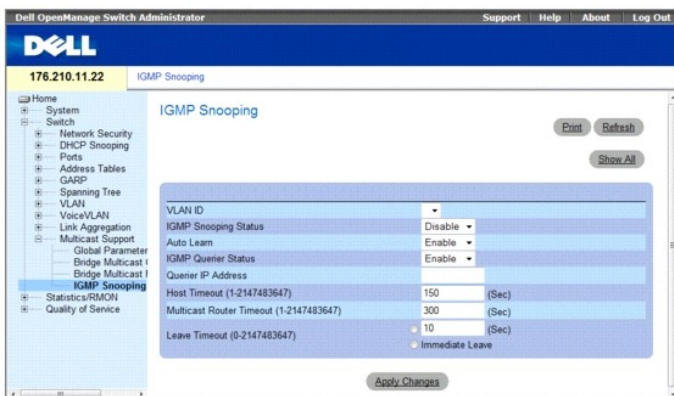 Dell OpenManage Switch Administrator
Support Help About Log Out
DELL
176.210.11.22
IGMP Snooping
Home
System
Switch
Network Security
DHCP Snooping
Ports
Address Tables
GARP
Spanning Tree
VLAN
VoiceVLAN
Link Aggregation
Multicast Support
Global Parameter
Bridge Multicast
Bridge Multicast
IGMP Snooping
Statistics/RMON
Quality of Service
IGMP Snooping
Print Refresh
Show All
VLAN ID
IGMP Snooping Status Disable
Auto Learn Enable
IGMP Querier Status Enable
Querier IP Address
Host Timeout (1-2147483647) 150 (Sec)
Multicast Router Timeout (1-2147483647) 300 (Sec)
Leave Timeout (0-2147483647) 10 (Sec)
Immediate Leave
Apply Changes